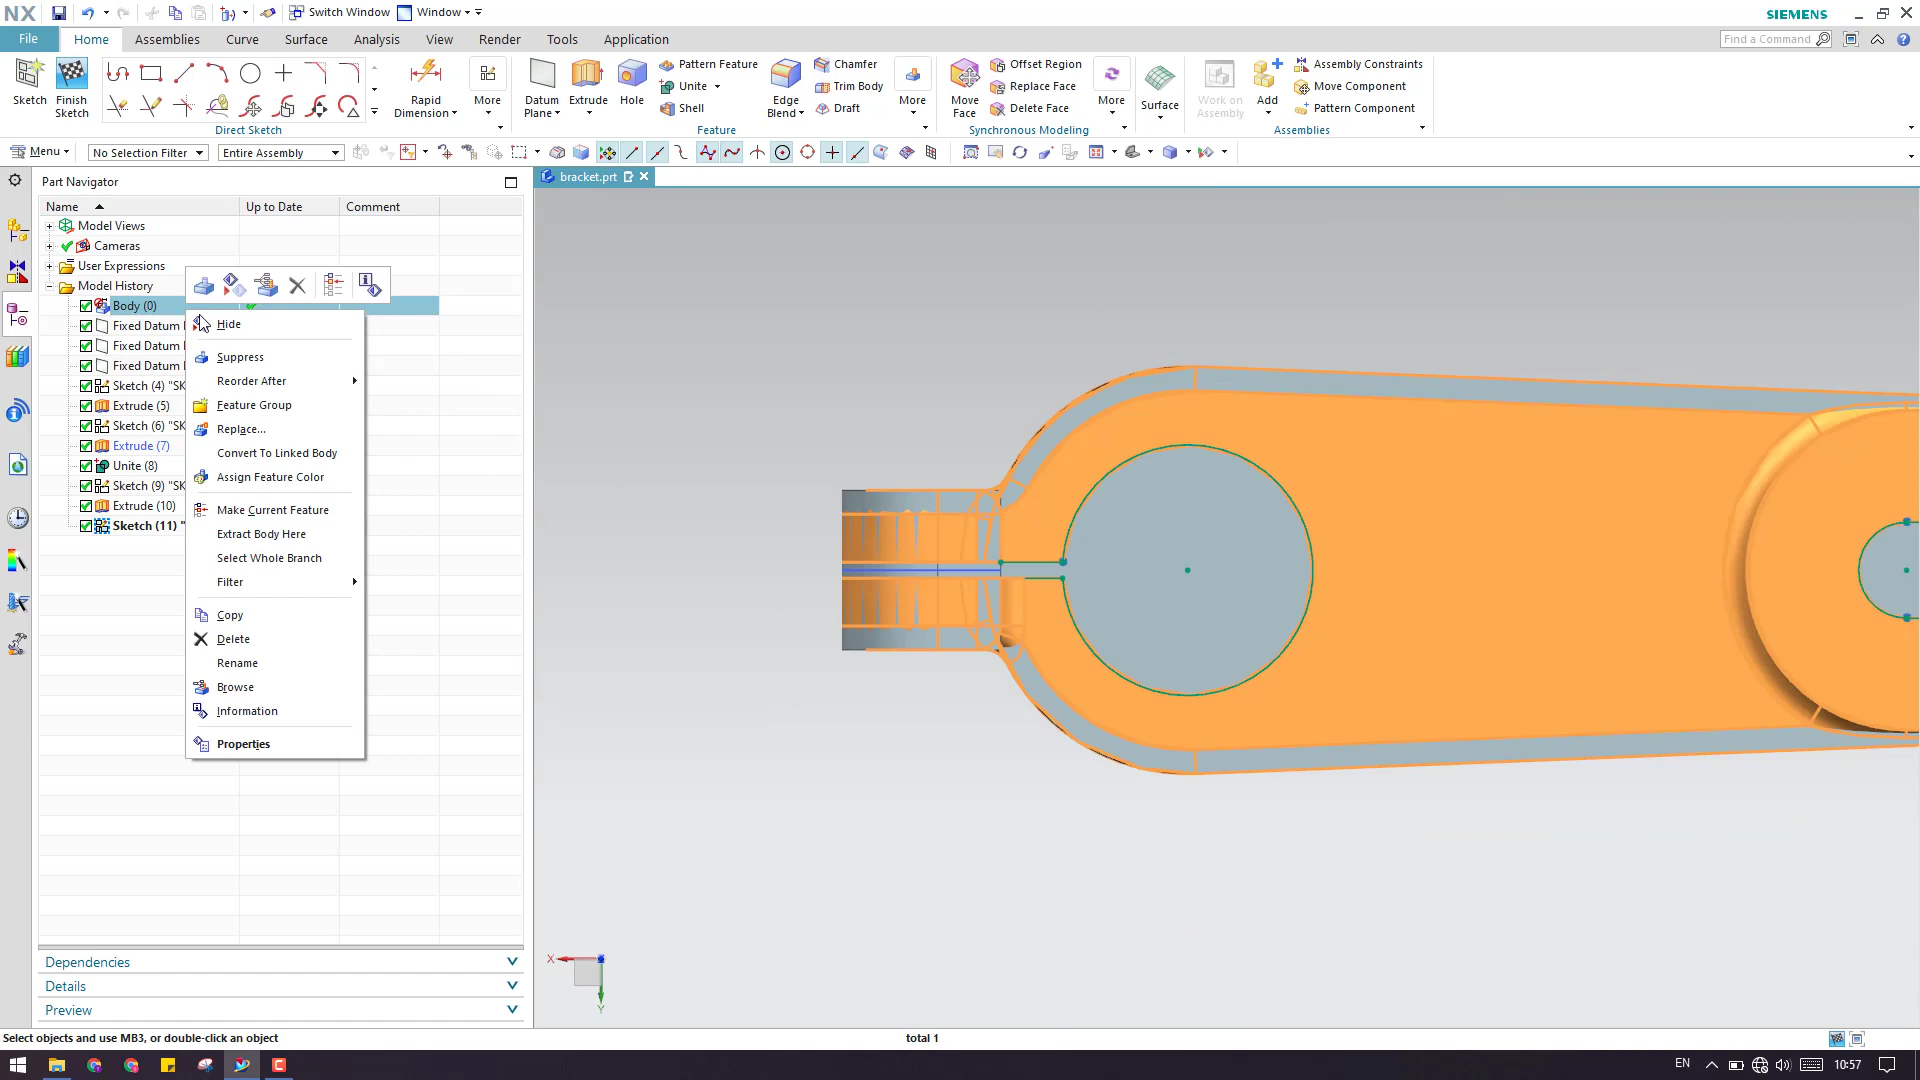 NX Switch Window Window SIEMENS
File Home Assemblies Curve Surface Analysis View Render Tools Application Find a Command
Sketch Finish Sketch Rapid Dimension More Datum Plane Extrude Hole Pattern Feature Unite Shell Edge Blend Chamfer Trim Body Draft More Move Face Offset Region Replace Face Delete Face More Surface Work on Assembly Add Assembly Constraints Move Component Pattern Component
Direct Sketch Feature Synchronous Modeling Assemblies
Menu No Selection Filter Entire Assembly
Part Navigator bracket.prt
Name Up to Date Comment
Model Views
Cameras
User Expressions
Model History
Body (0)
Fixed Datum
Fixed Datum
Fixed Datum
Sketch (4) "SK
Extrude (5)
Sketch (6) "SK
Extrude (7)
Unite (8)
Sketch (9) "SK
Extrude (10)
Sketch (11) "
Hide
Suppress
Reorder After
Feature Group
Replace...
Convert To Linked Body
Assign Feature Color
Make Current Feature
Extract Body Here
Select Whole Branch
Filter
Copy
Delete
Rename
Browse
Information
Properties
Dependencies
Details
Preview
X
Y
Select objects and use MB3, or double-click an object total 1
EN 10:57